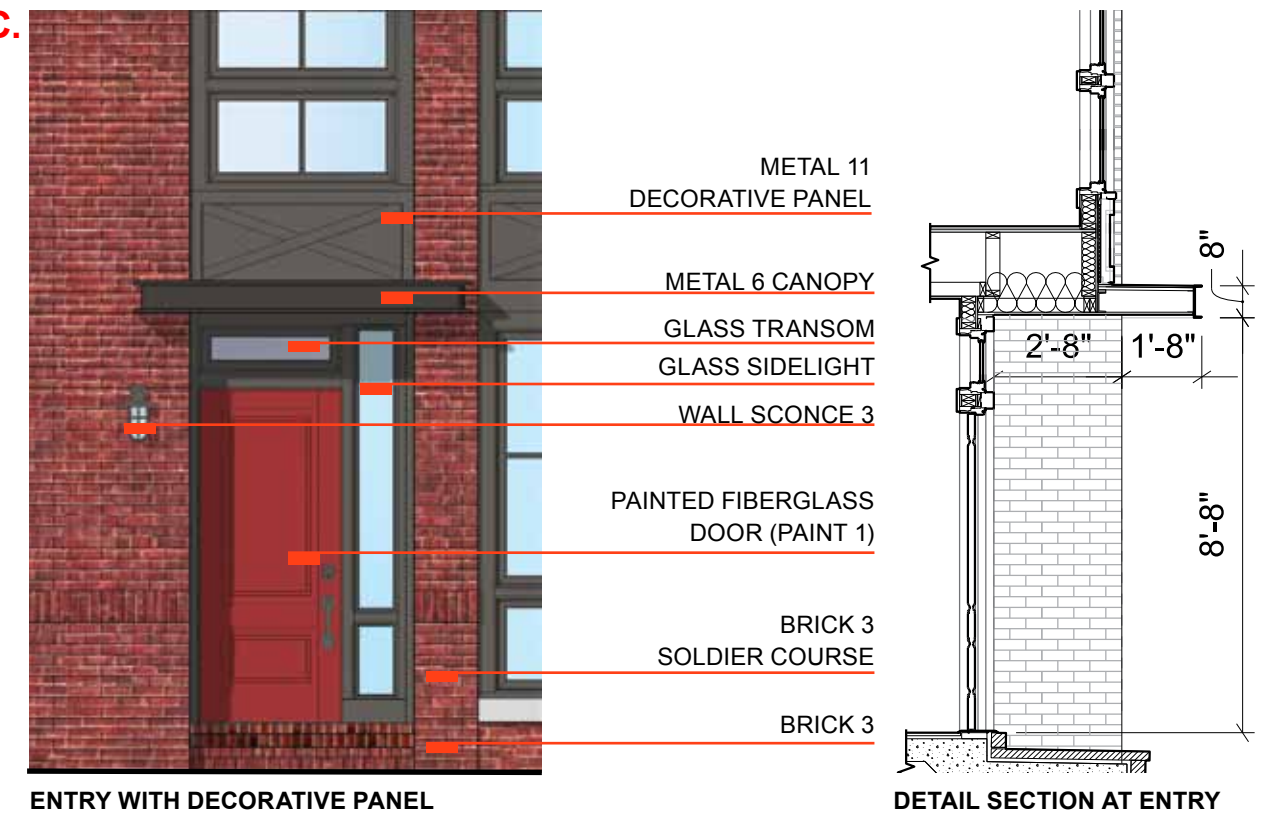 C.
METAL 11
DECORATIVE PANEL
METAL 6 CANOPY
GLASS TRANSOM
GLASS SIDELIGHT
WALL SCONCE 3
PAINTED FIBERGLASS
DOOR (PAINT 1)
BRICK 3
SOLDIER COURSE
BRICK 3
8"
2'-8"
1'-8"
8'-8"
ENTRY WITH DECORATIVE PANEL
DETAIL SECTION AT ENTRY